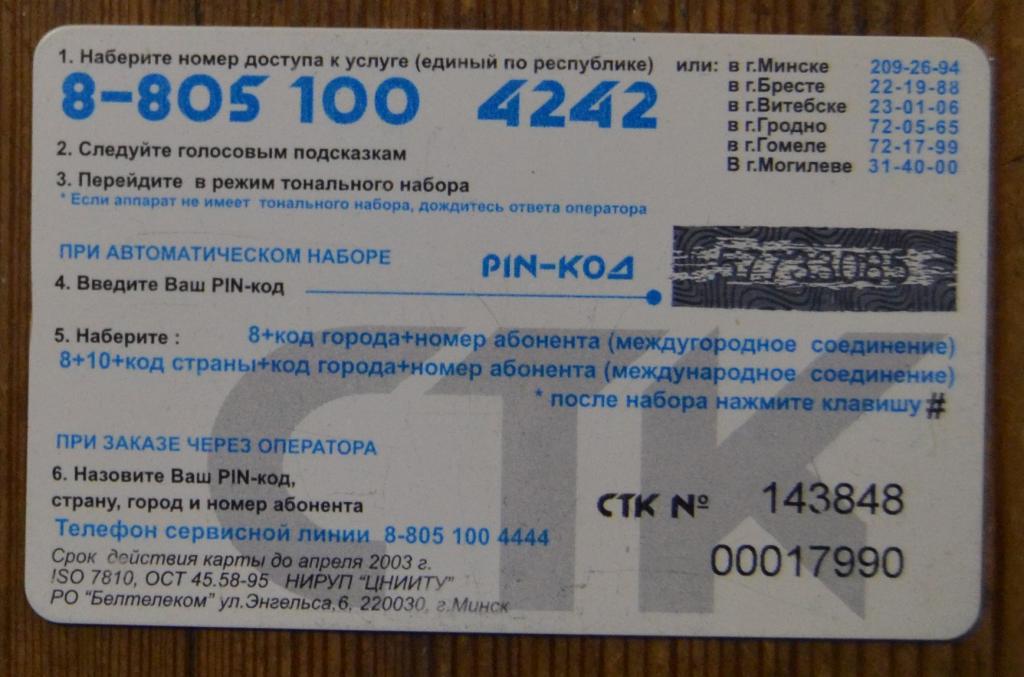 1. Наберите номер доступа к услуге (единый по республике) или: в г.Минске 209-26-94
8-805 100 4242
в г.Бресте 22-19-88
в г.Витебске 23-01-06
в г.Гродно 72-05-65
в г.Гомеле 72-17-99
В г.Могилеве 31-40-00
2. Следуйте голосовым подсказкам
3. Перейдите в режим тонального набора
* Если аппарат не имеет тонального набора, дождитесь ответа оператора
ПРИ АВТОМАТИЧЕСКОМ НАБОРЕ
PIN-КОД
4. Введите Ваш PIN-код
5. Наберите : 8+код города+номер абонента (междугородное соединение)
8+10+код страны+код города+номер абонента (международное соединение)
* после набора нажмите клавишу #
ПРИ ЗАКАЗЕ ЧЕРЕЗ ОПЕРАТОРА
6. Назовите Ваш PIN-код,
страну, город и номер абонента
СТК № 143848
00017990
Телефон сервисной линии 8-805 100 4444
Срок действия карты до апреля 2003 г.
ISO 7810, ОСТ 45.58-95 НИРУП "ЦНИИТУ"
РО "Белтелеком" ул.Энгельса,6, 220030, г.Минск
СТК